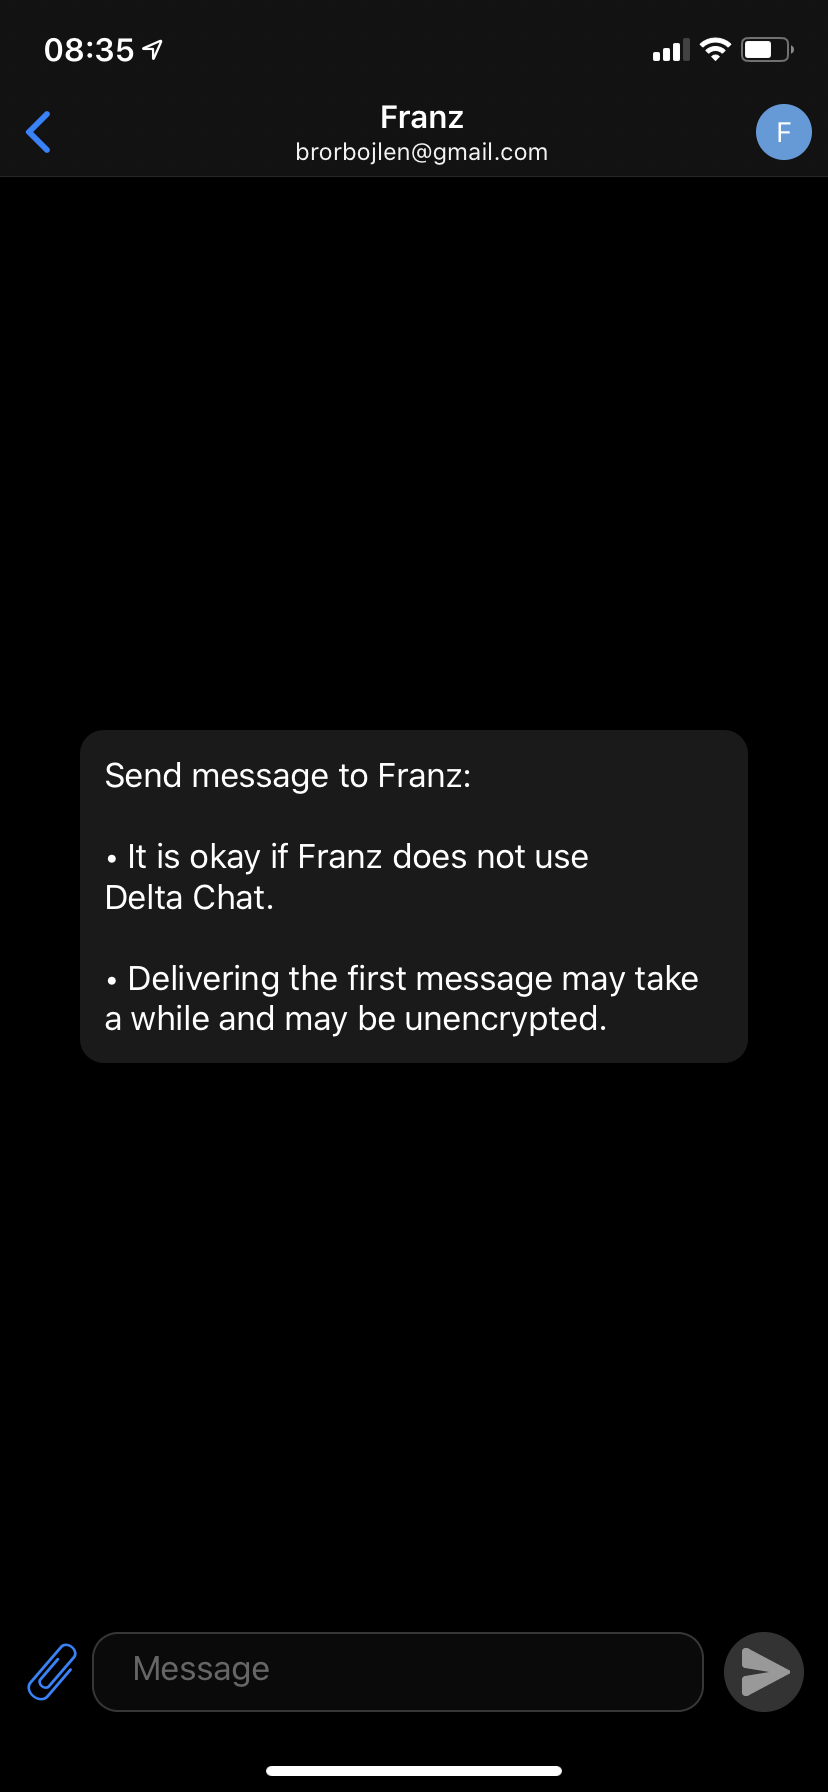 08:35
Franz
brorbojlen@gmail.com
F
Send message to Franz:
• It is okay if Franz does not use
Delta Chat.
• Delivering the first message may take
a while and may be unencrypted.
Message